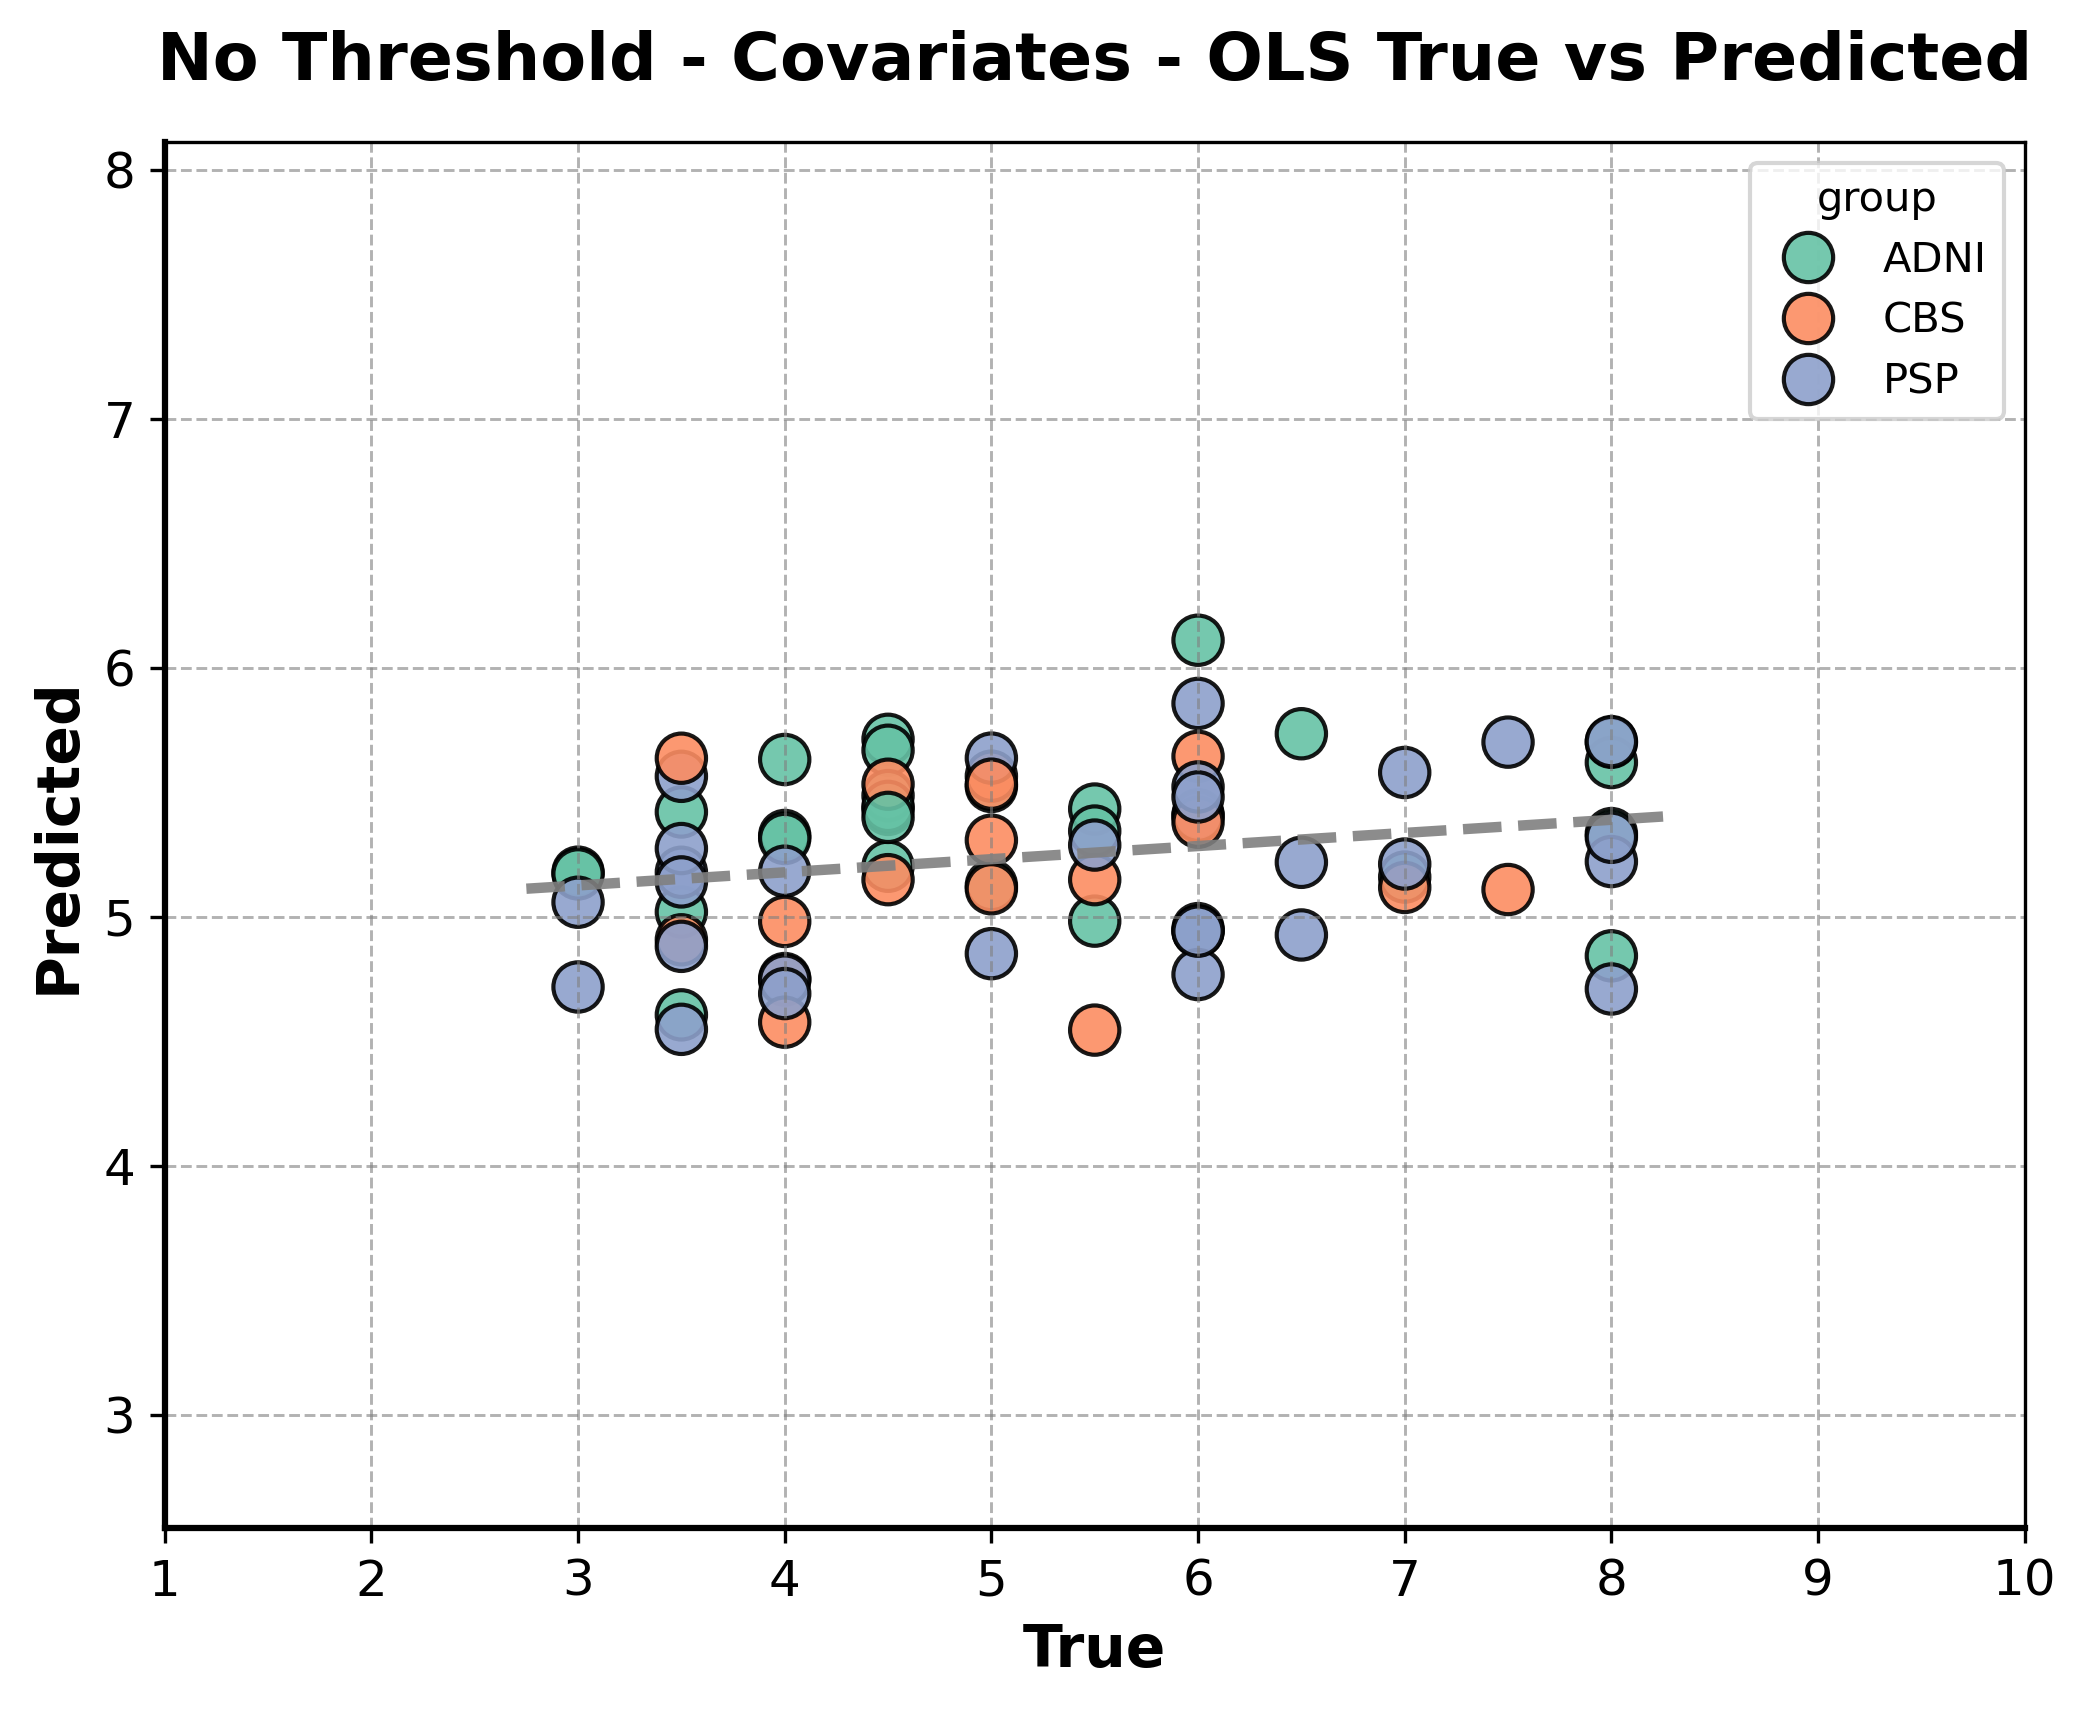 No Threshold - Covariates - OLS True vs Predicted
group
ADNI
CBS
PSP
Predicted
8
7
6
5
4
3
1 2 3 4 5 6 7 8 9 10
True